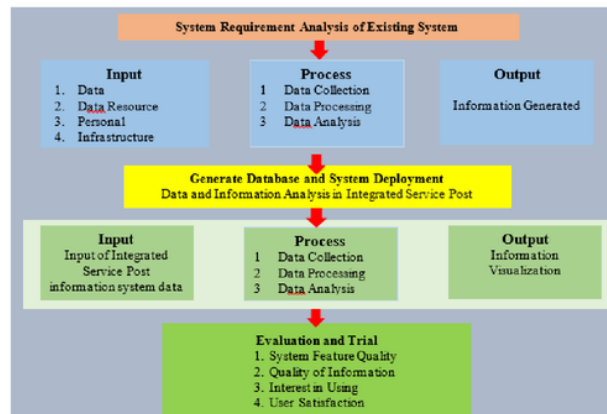 System Requirement Analysis of Existing System
Input
1. Data
2. Data Resource
3. Personal
4. Infrastructure
Process
1 Data Collection
2 Data Processing
3 Data Analysis
Output
Information Generated
Generate Database and System Deployment
Data and Information Analysis in Integrated Service Post
Input
Input of Integrated
Service Post
information system data
Process
1 Data Collection
2 Data Processing
3 Data Analysis
Output
Information
Visualization
Evaluation and Trial
1. System Feature Quality
2. Quality of Information
3. Interest in Using
4. User Satisfaction